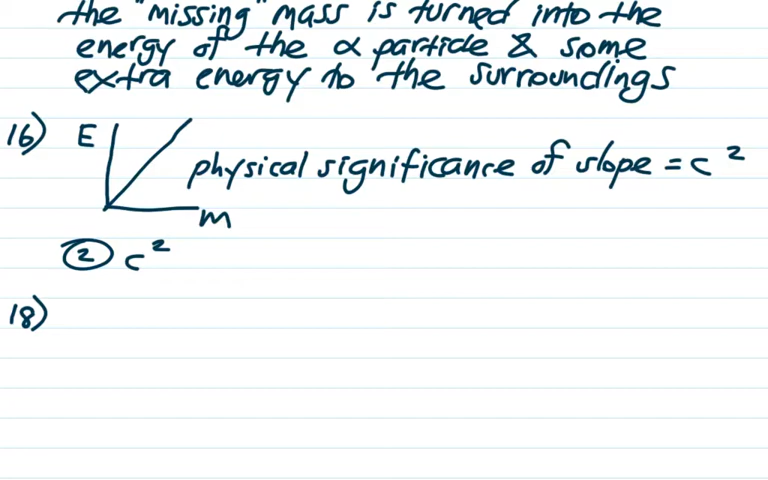 the "missing" mass is turned into the
energy of the α particle & some
extra energy to the surroundings
16) E physical significance of slope = c²
m
② c²
18)